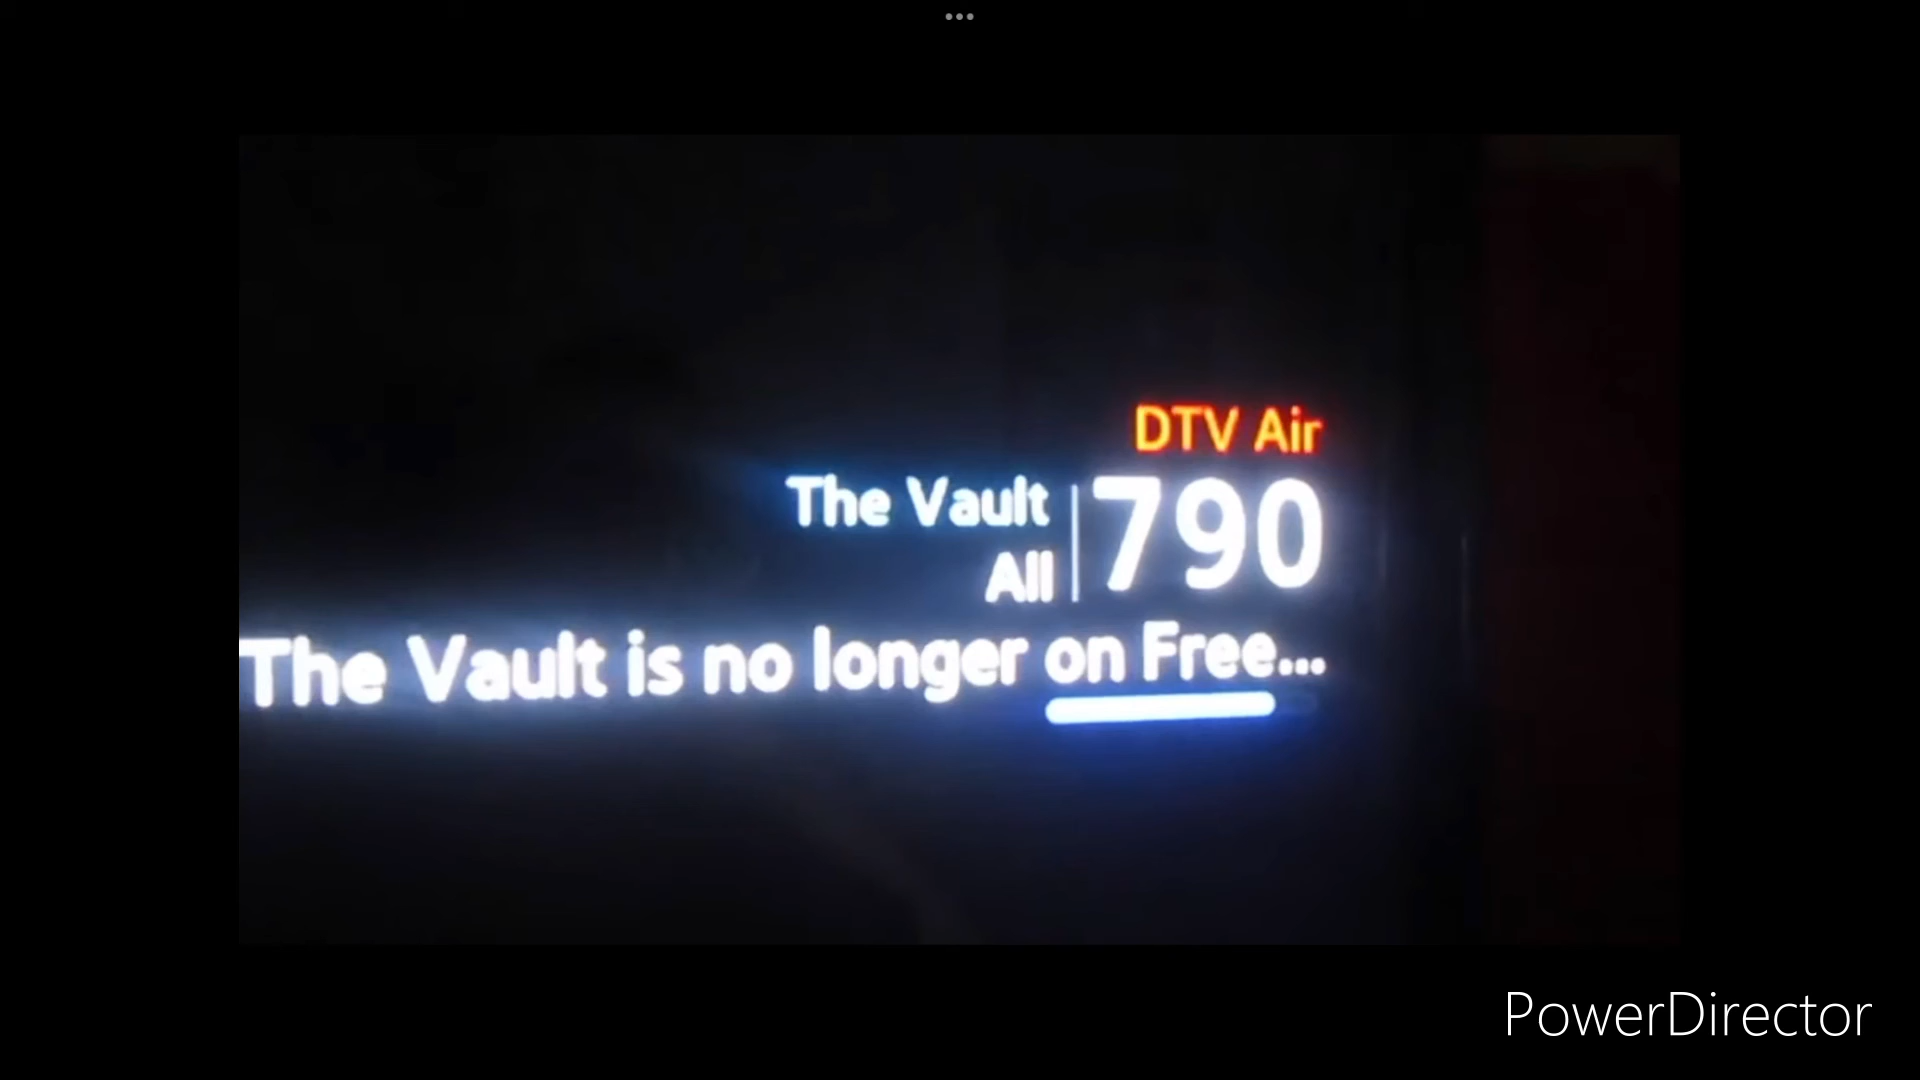 DTV Air
The Vault
790
All
The Vault is no longer on Free...
PowerDirector